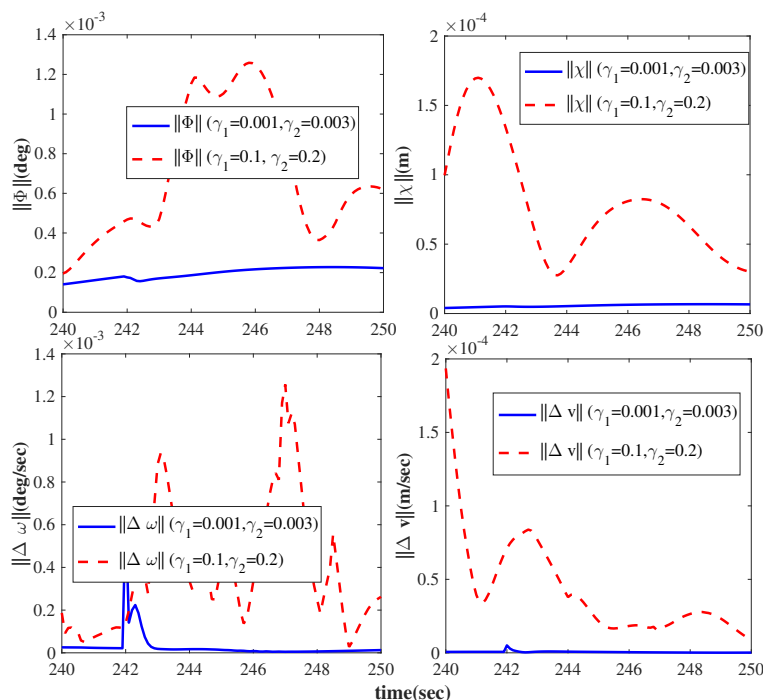 ×10⁻³
1.4
1.2
1
0.8
0.6
0.4
0.2
0
||Φ||(deg)
||Φ|| (γ₁=0.001,γ₂=0.003)
||Φ|| (γ₁=0.1, γ₂=0.2)
240 242 244 246 248 250
×10⁻⁴
2
1.5
1
0.5
0
||χ||(m)
||χ|| (γ₁=0.001,γ₂=0.003)
||χ|| (γ₁=0.1,γ₂=0.2)
240 242 244 246 248 250
×10⁻³
1.4
1.2
1
0.8
0.6
0.4
0.2
0
||Δ ω||(deg/sec)
||Δ ω|| (γ₁=0.001,γ₂=0.003)
||Δ ω|| (γ₁=0.1,γ₂=0.2)
240 242 244 246 248 250
×10⁻⁴
2
1.5
1
0.5
0
||Δ v||(m/sec)
||Δ v|| (γ₁=0.001,γ₂=0.003)
||Δ v|| (γ₁=0.1,γ₂=0.2)
240 242 244 246 248 250
time(sec)